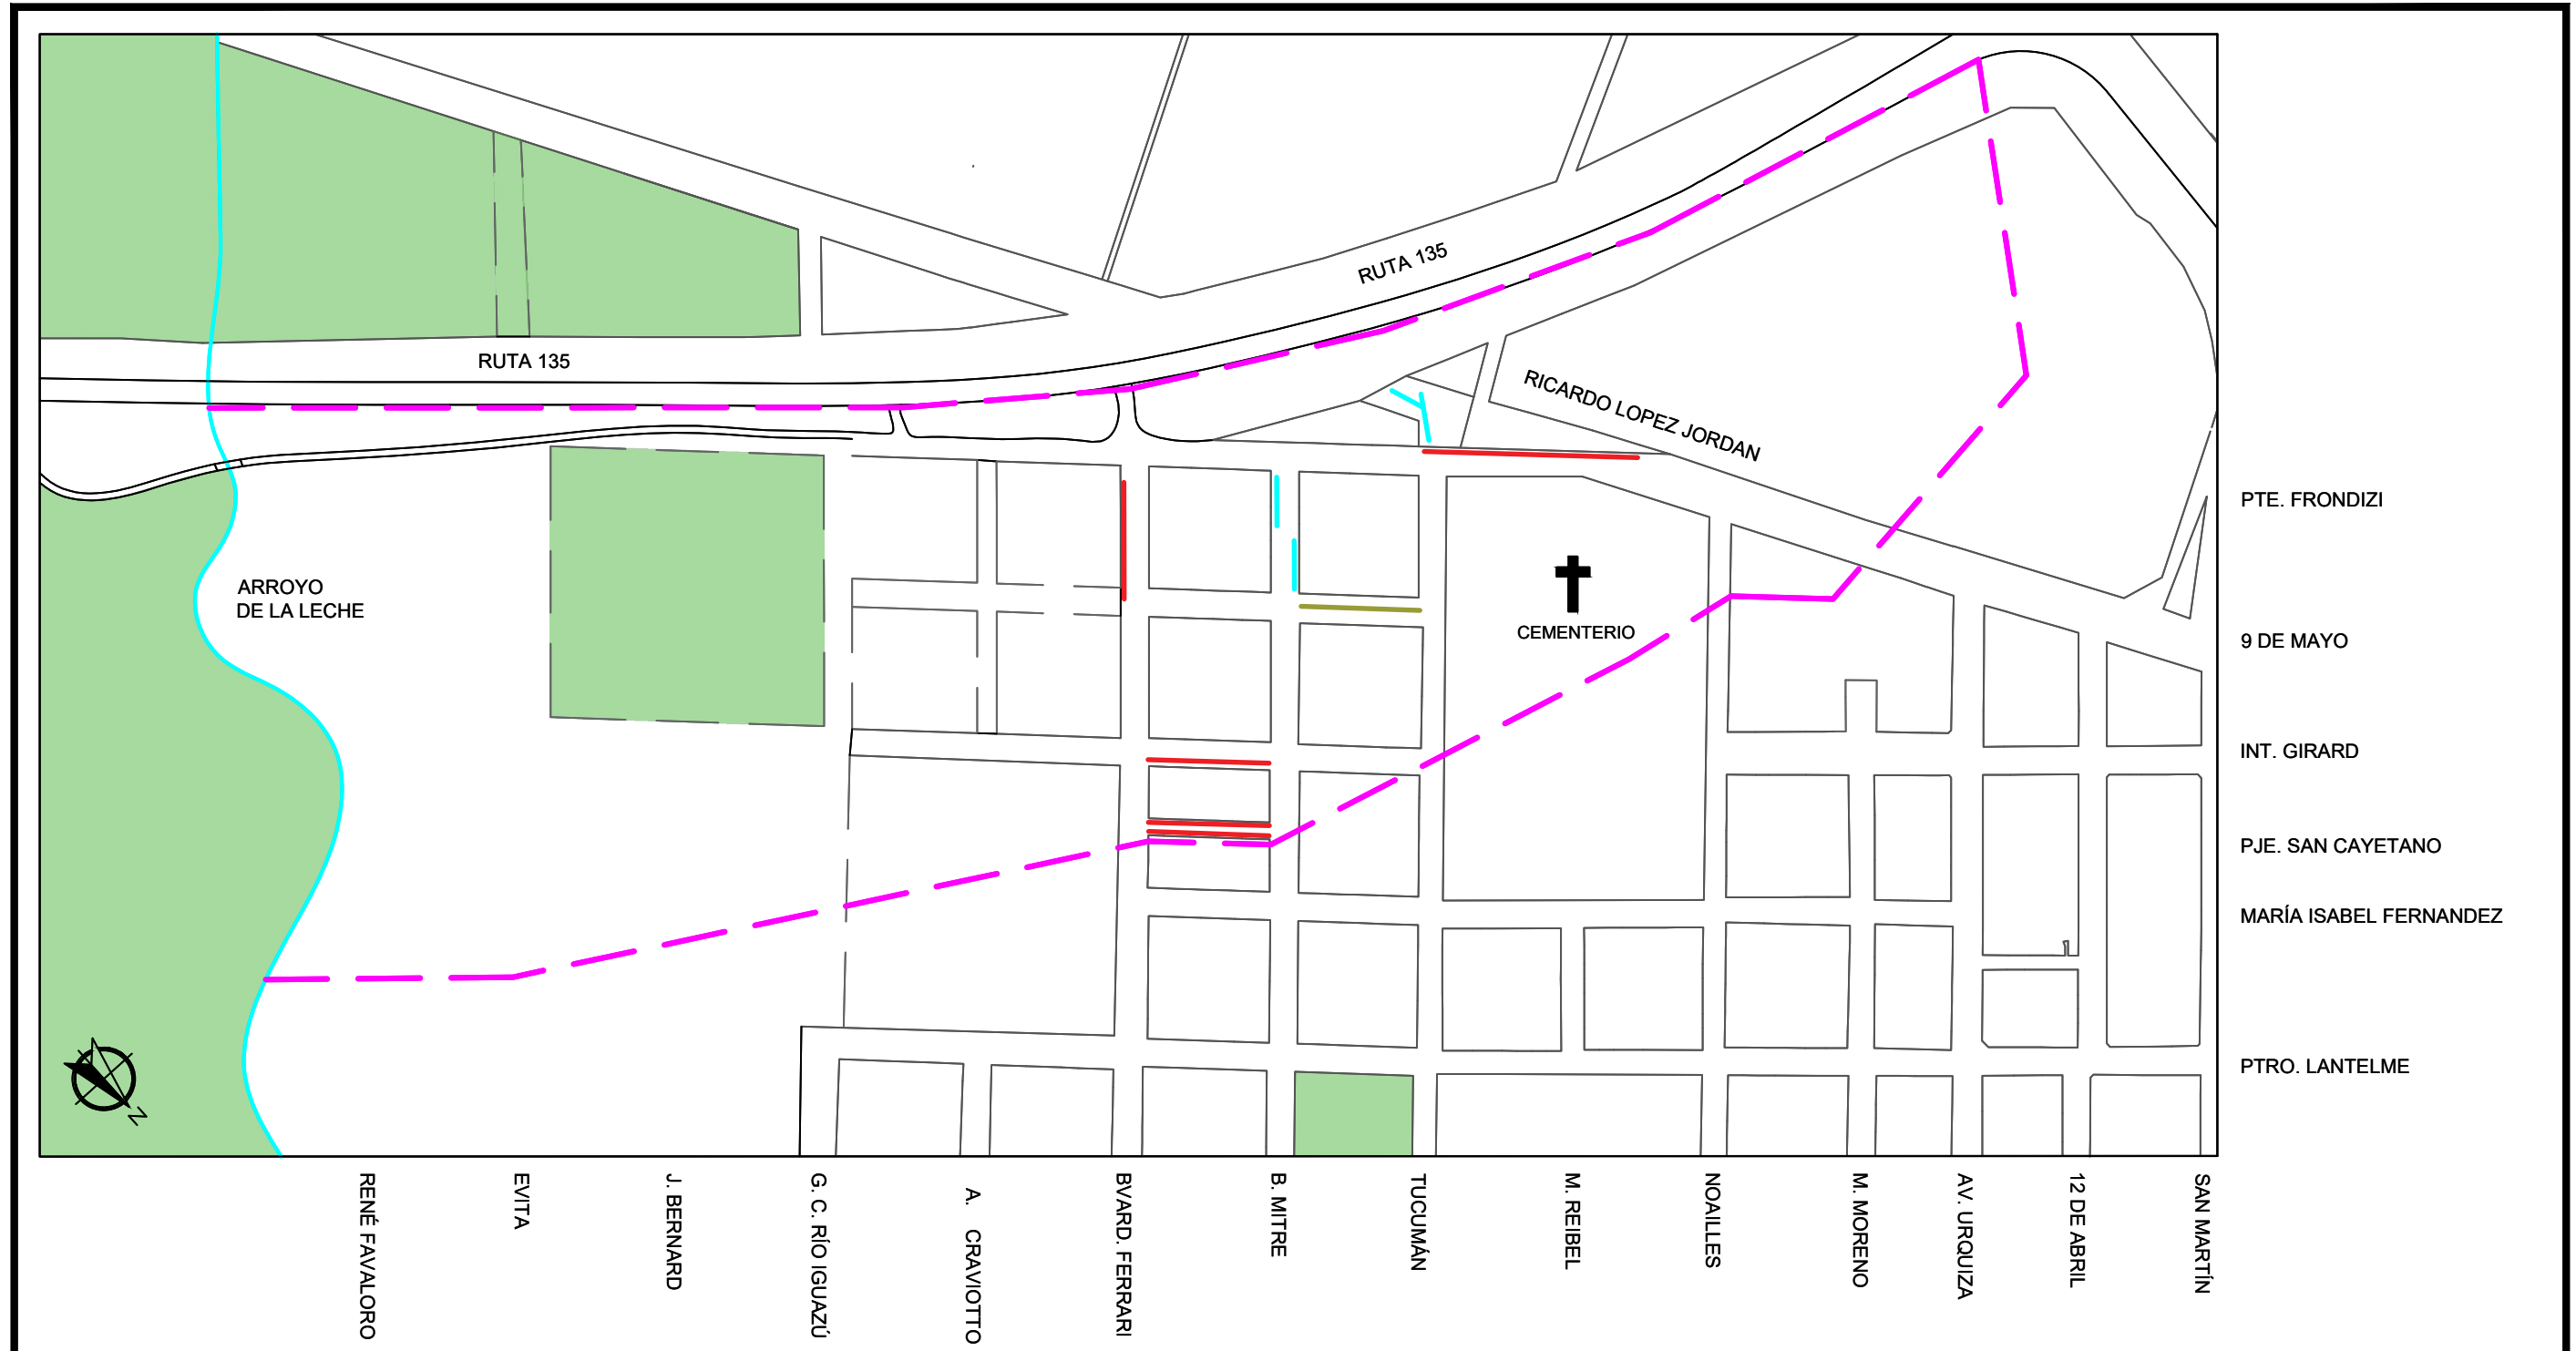 RUTA 135
RUTA 135
RICARDO LOPEZ JORDAN
PTE. FRONDIZI
ARROYO
DE LA LECHE
CEMENTERIO
9 DE MAYO
INT. GIRARD
PJE. SAN CAYETANO
MARÍA ISABEL FERNANDEZ
PTRO. LANTELME
N
RENÉ FAVALORO
EVITA
J. BERNARD
G. C. RÍO IGUAZÚ
A. CRAVIOTTO
BVARD. FERRARI
B. MITRE
TUCUMÁN
M. REIBEL
NOAILLES
M. MORENO
AV. URQUIZA
12 DE ABRIL
SAN MARTÍN